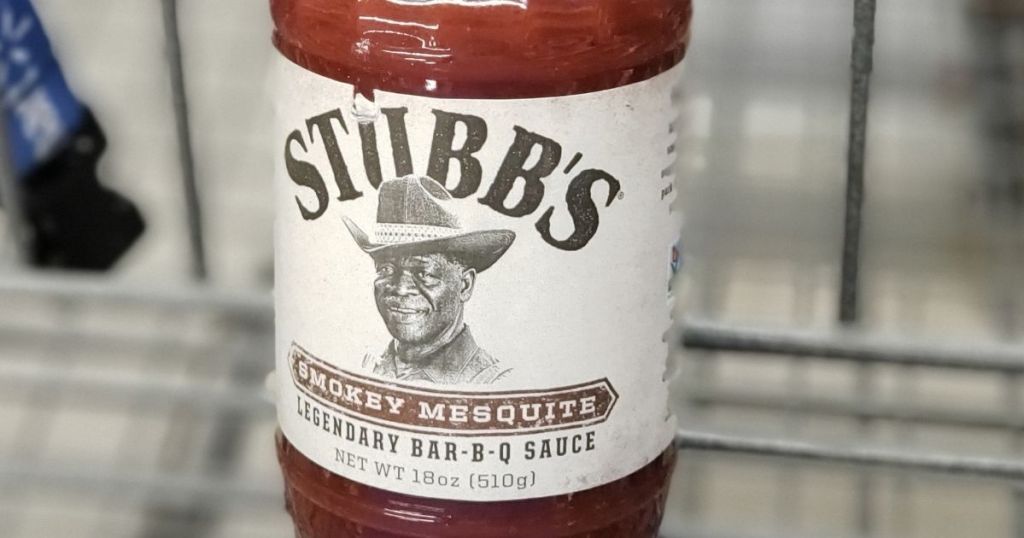 STUBB'S
SMOKEY MESQUITE
LEGENDARY BAR-B-Q SAUCE
NET WT 18oz (510g)